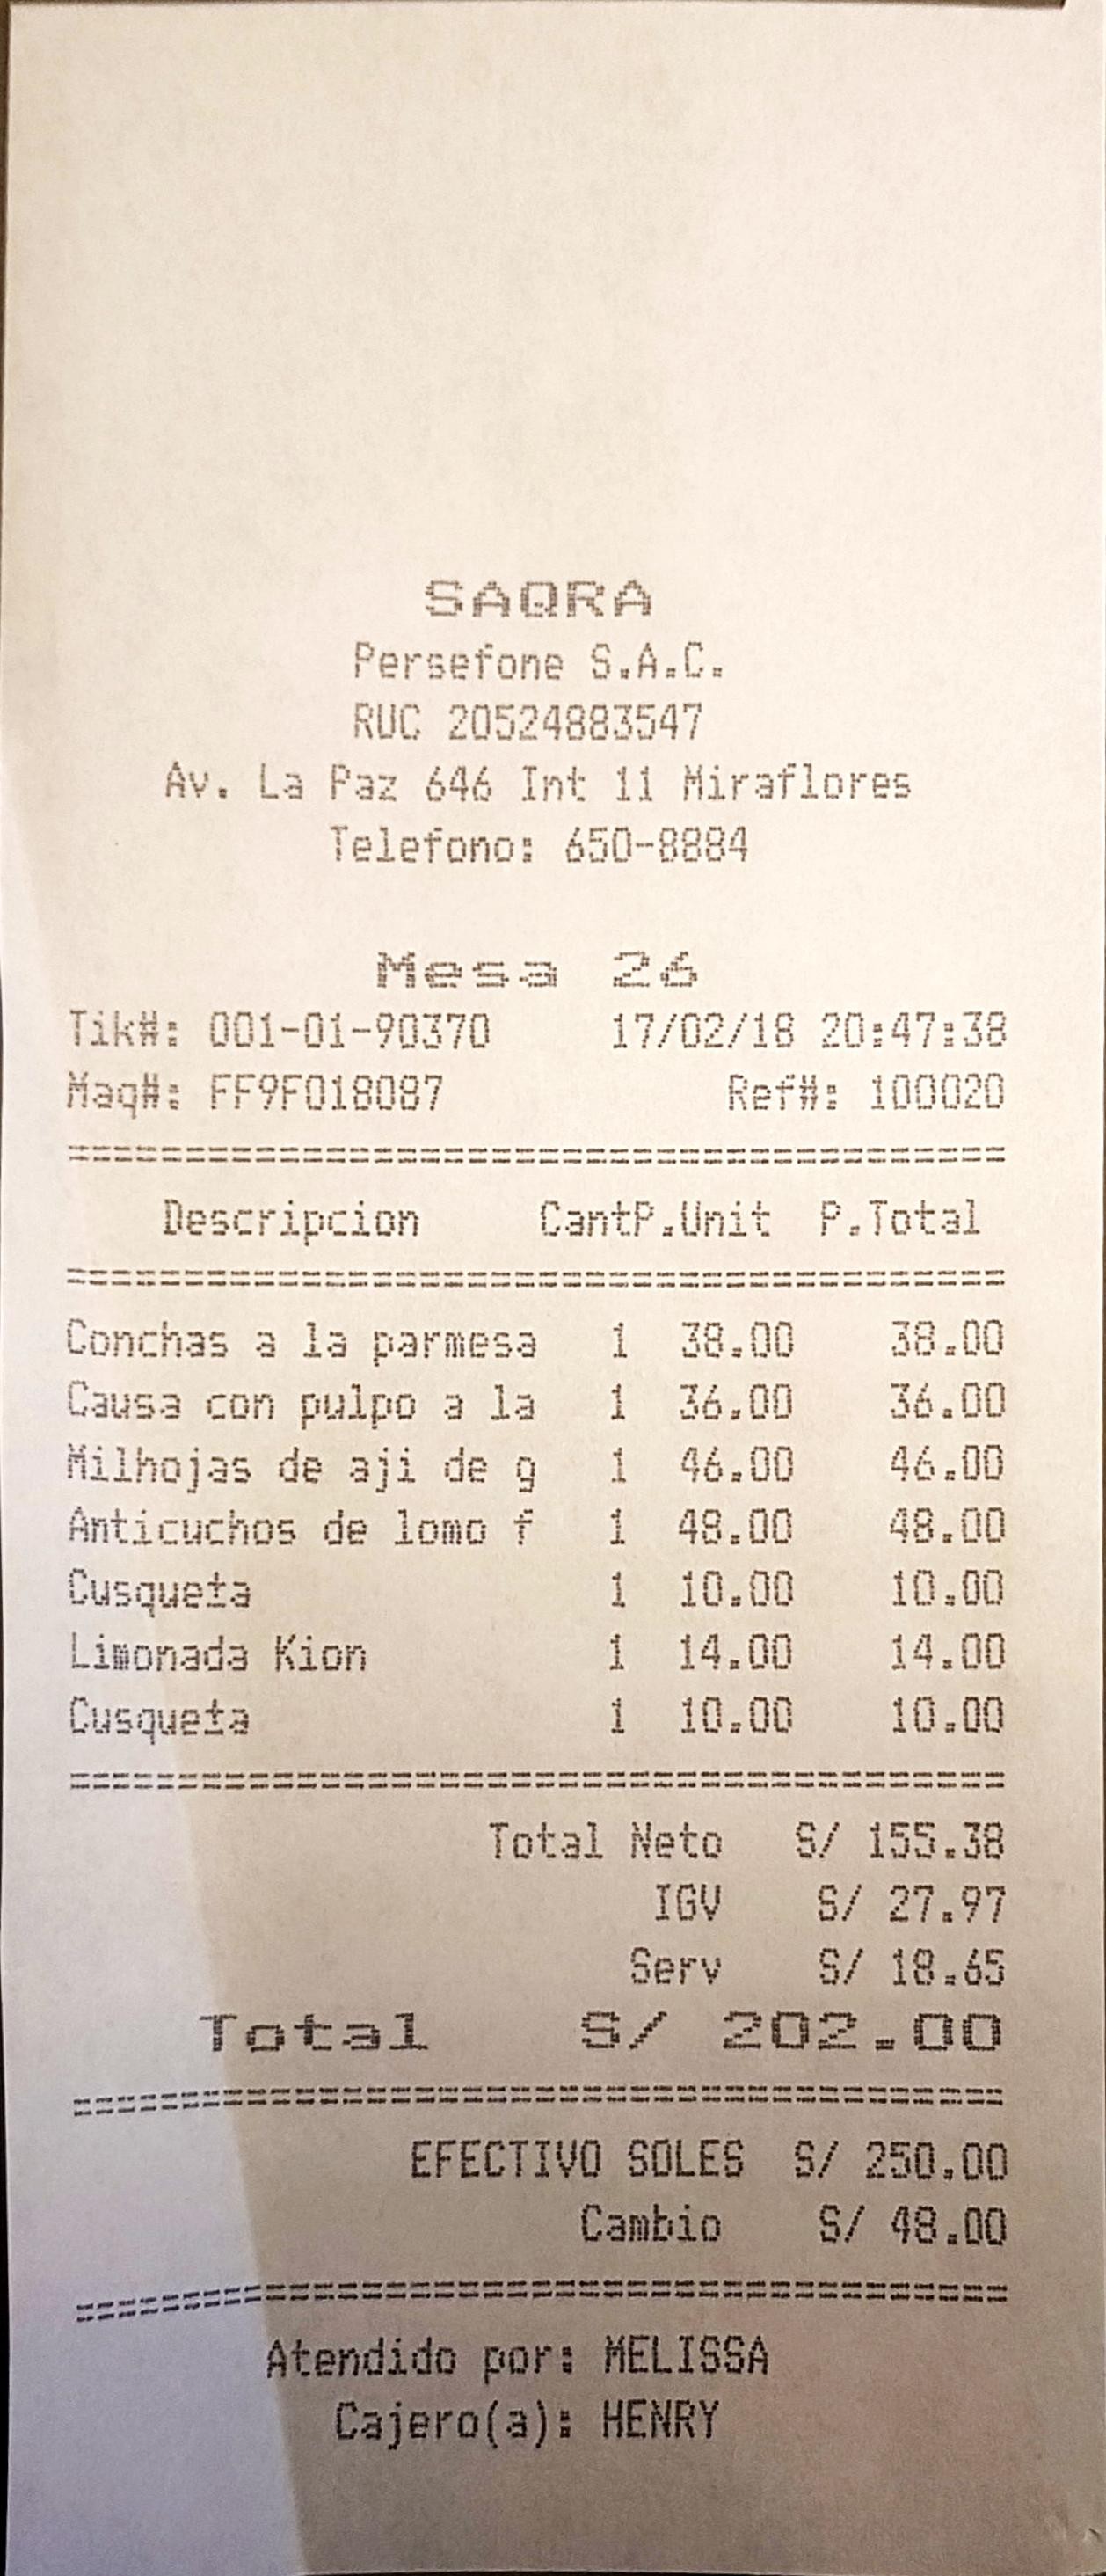 SAQRA
Persefone S.A.C.
RUC 20524883547
Av. La Paz 646 Int 11 Miraflores
Telefono: 650-8884
Mesa 26
Tik#: 001-01-90370 17/02/18 20:47:38
Maq#: FF9F018087 Ref#: 100020
========================================
Descripcion CantP.Unit P.Total
========================================
Conchas a la parmesa 1 38.00 38.00
Causa con pulpo a la 1 36.00 36.00
Milhojas de aji de g 1 46.00 46.00
Anticuchos de lomo f 1 48.00 48.00
Cusque±a 1 10.00 10.00
Limonada Kion 1 14.00 14.00
Cusque±a 1 10.00 10.00
========================================
Total Neto S/ 155.38
IGV S/ 27.97
Serv S/ 18.65
Total S/ 202.00
========================================
EFECTIVO SOLES S/ 250.00
Cambio S/ 48.00
========================================
Atendido por: MELISSA
Cajero(a): HENRY